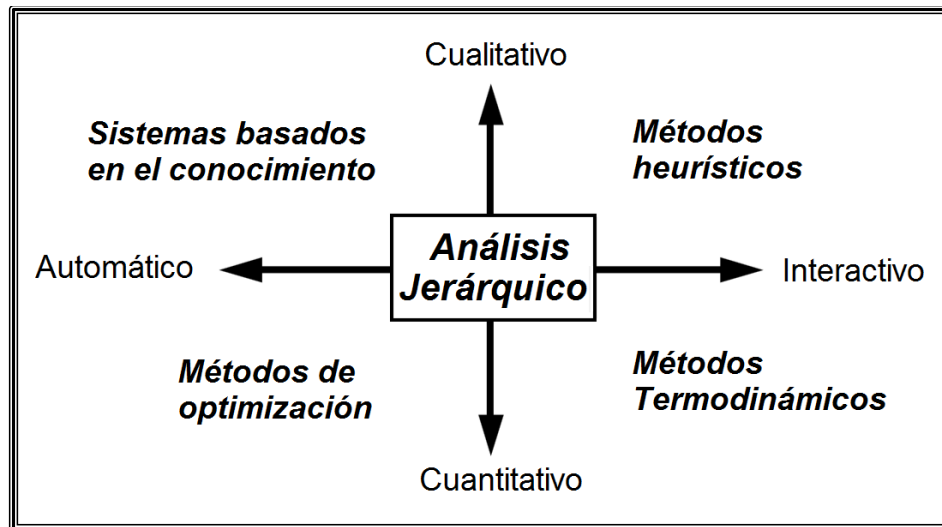 Cualitativo
Sistemas basados
en el conocimiento
Métodos
heurísticos
Automático
Análisis
Jerárquico
Interactivo
Métodos de
optimización
Métodos
Termodinámicos
Cuantitativo